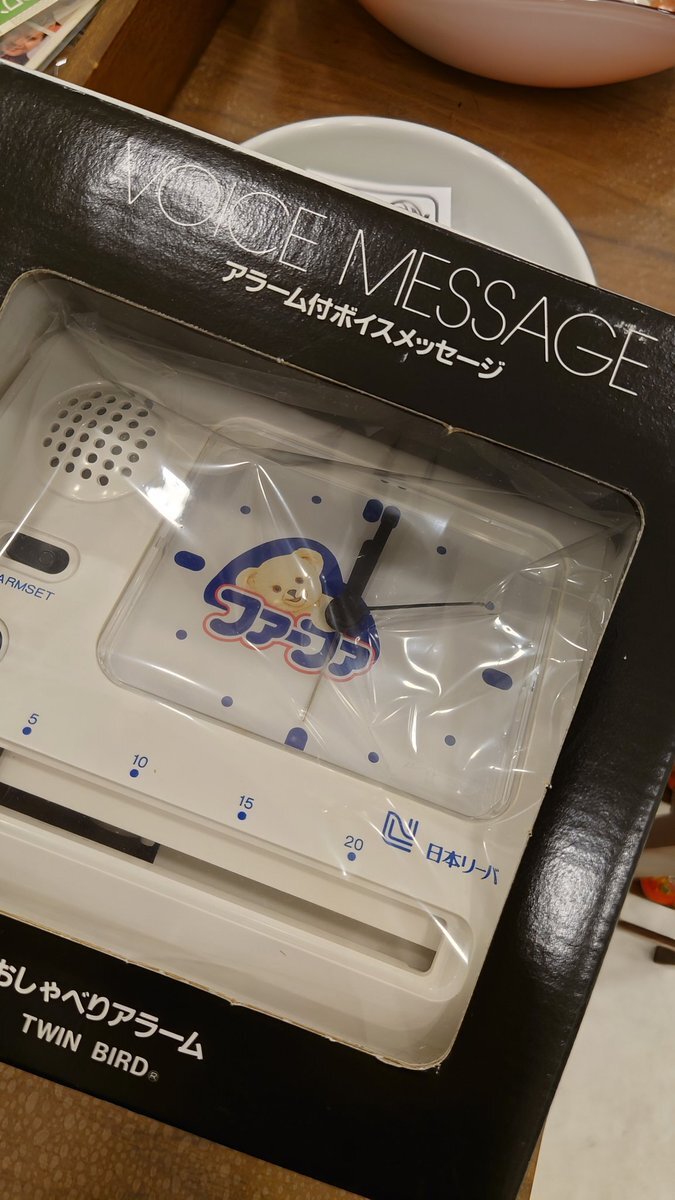 VOICE MESSAGE
アラーム付ボイスメッセージ
ARMSET
ファーファ
5
10
15
20
日本リーバ
おしゃべりアラーム
TWIN BIRD®